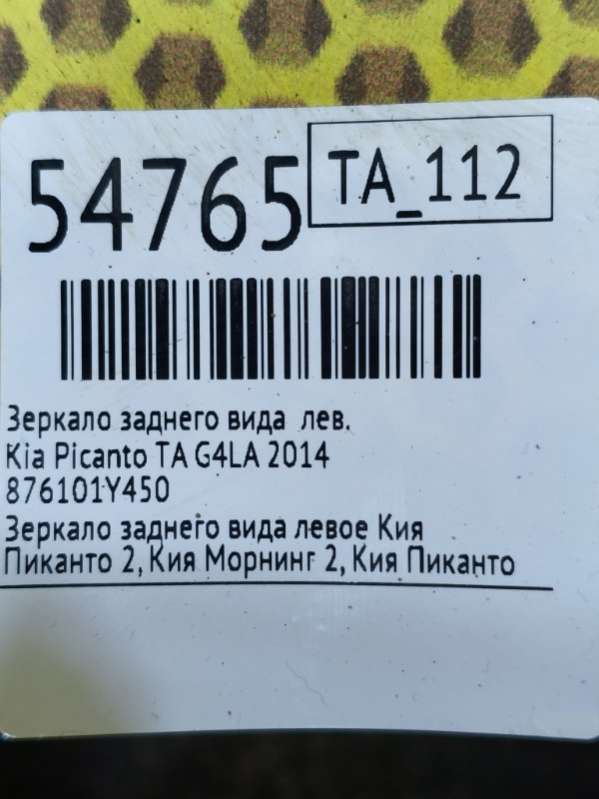 54765
TA_112
Зеркало заднего вида лев.
Kia Picanto TA G4LA 2014
876101Y450
Зеркало заднего вида левое Кия
Пиканто 2, Кия Морнинг 2, Кия Пиканто